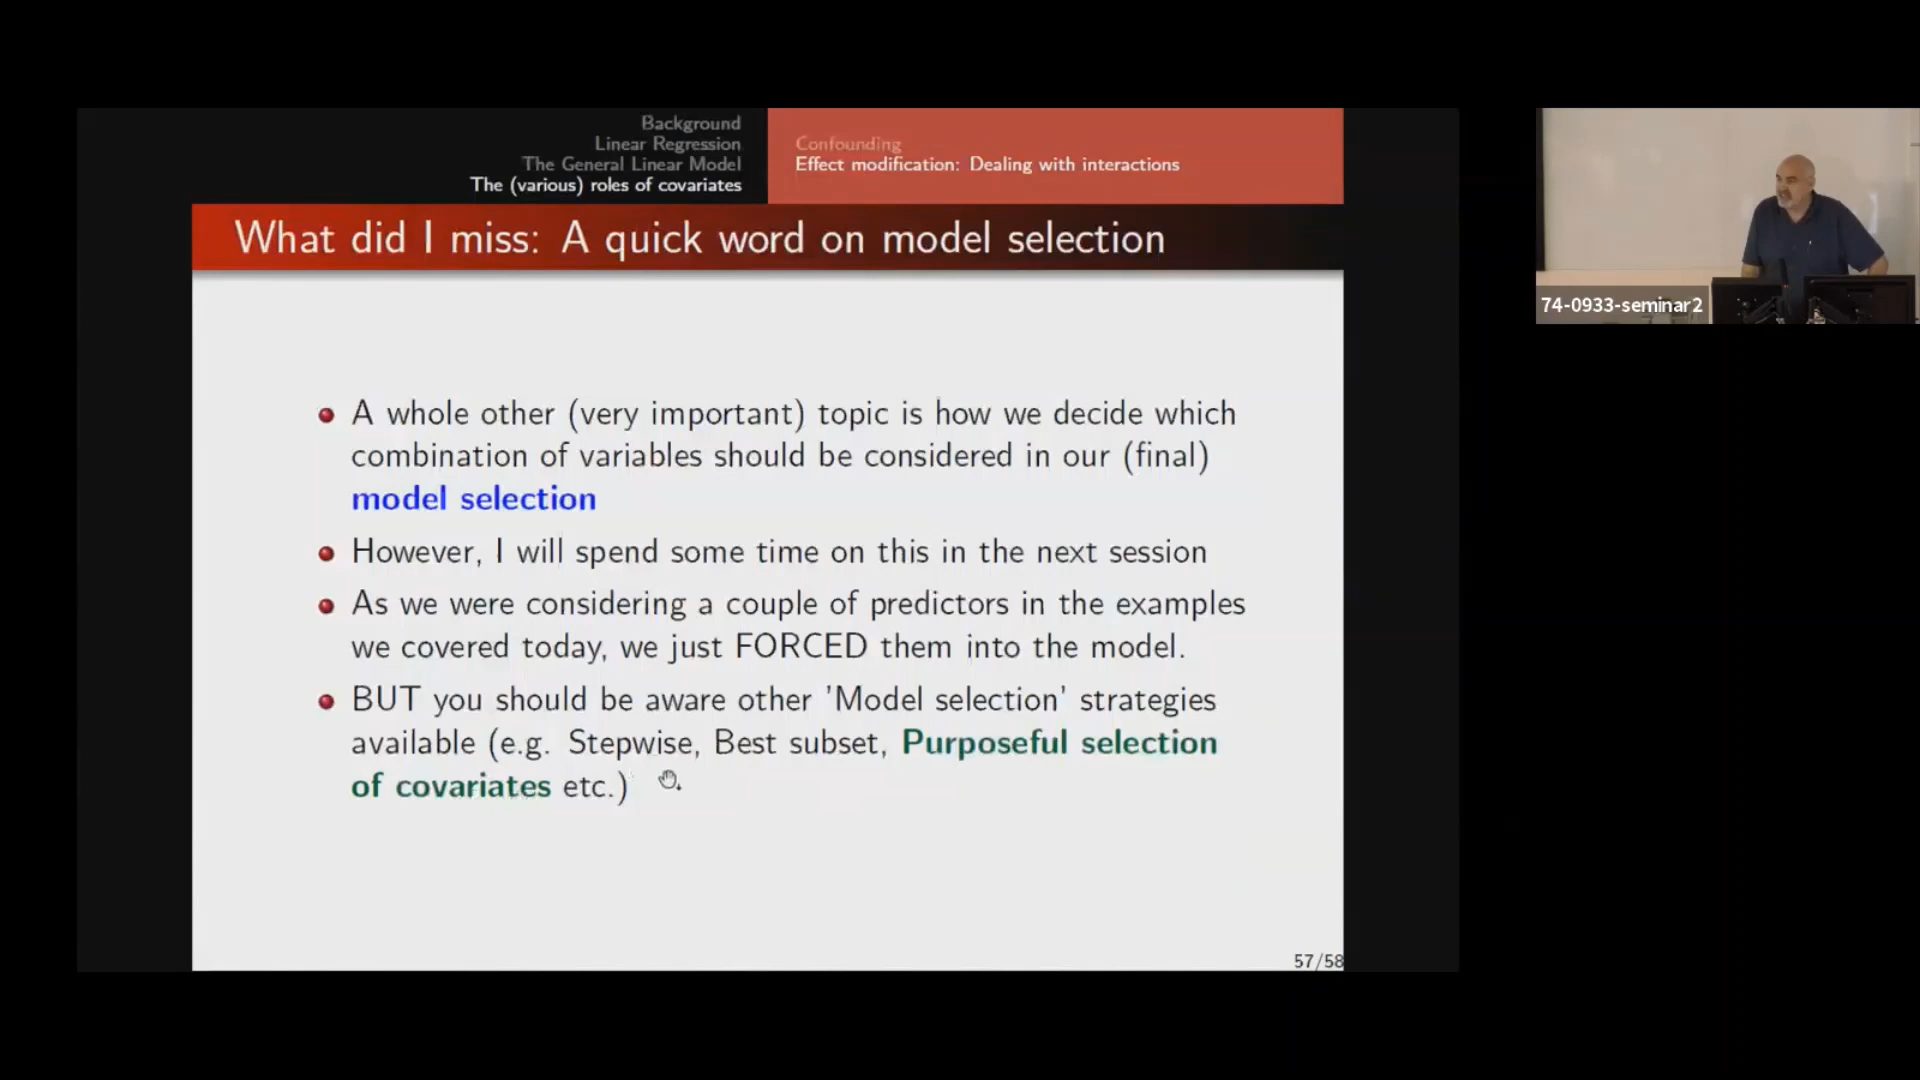 Background
Linear Regression
The General Linear Model
The (various) roles of covariates
Confounding
Effect modification: Dealing with interactions
What did I miss: A quick word on model selection
A whole other (very important) topic is how we decide which
combination of variables should be considered in our (final)
model selection
However, I will spend some time on this in the next session
As we were considering a couple of predictors in the examples
we covered today, we just FORCED them into the model.
BUT you should be aware other 'Model selection' strategies
available (e.g. Stepwise, Best subset, Purposeful selection
of covariates etc.)
57/58
74-0933-seminar2